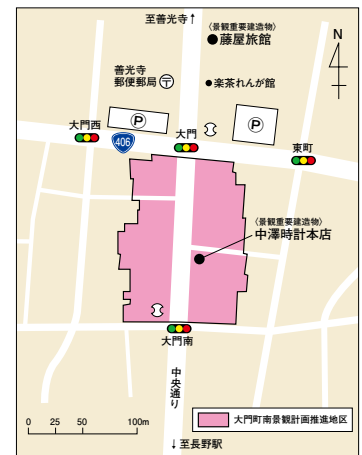 至善光寺↑
〈景観重要建造物〉
●藤屋旅館
N
善光寺
郵便郵局
●楽茶れんが館
P
P
大門西
406
大門
東町
〈景観重要建造物〉
中澤時計本店
大門南
中央通り
大門町南景観計画推進地区
0 25 50 100m
↓至長野駅